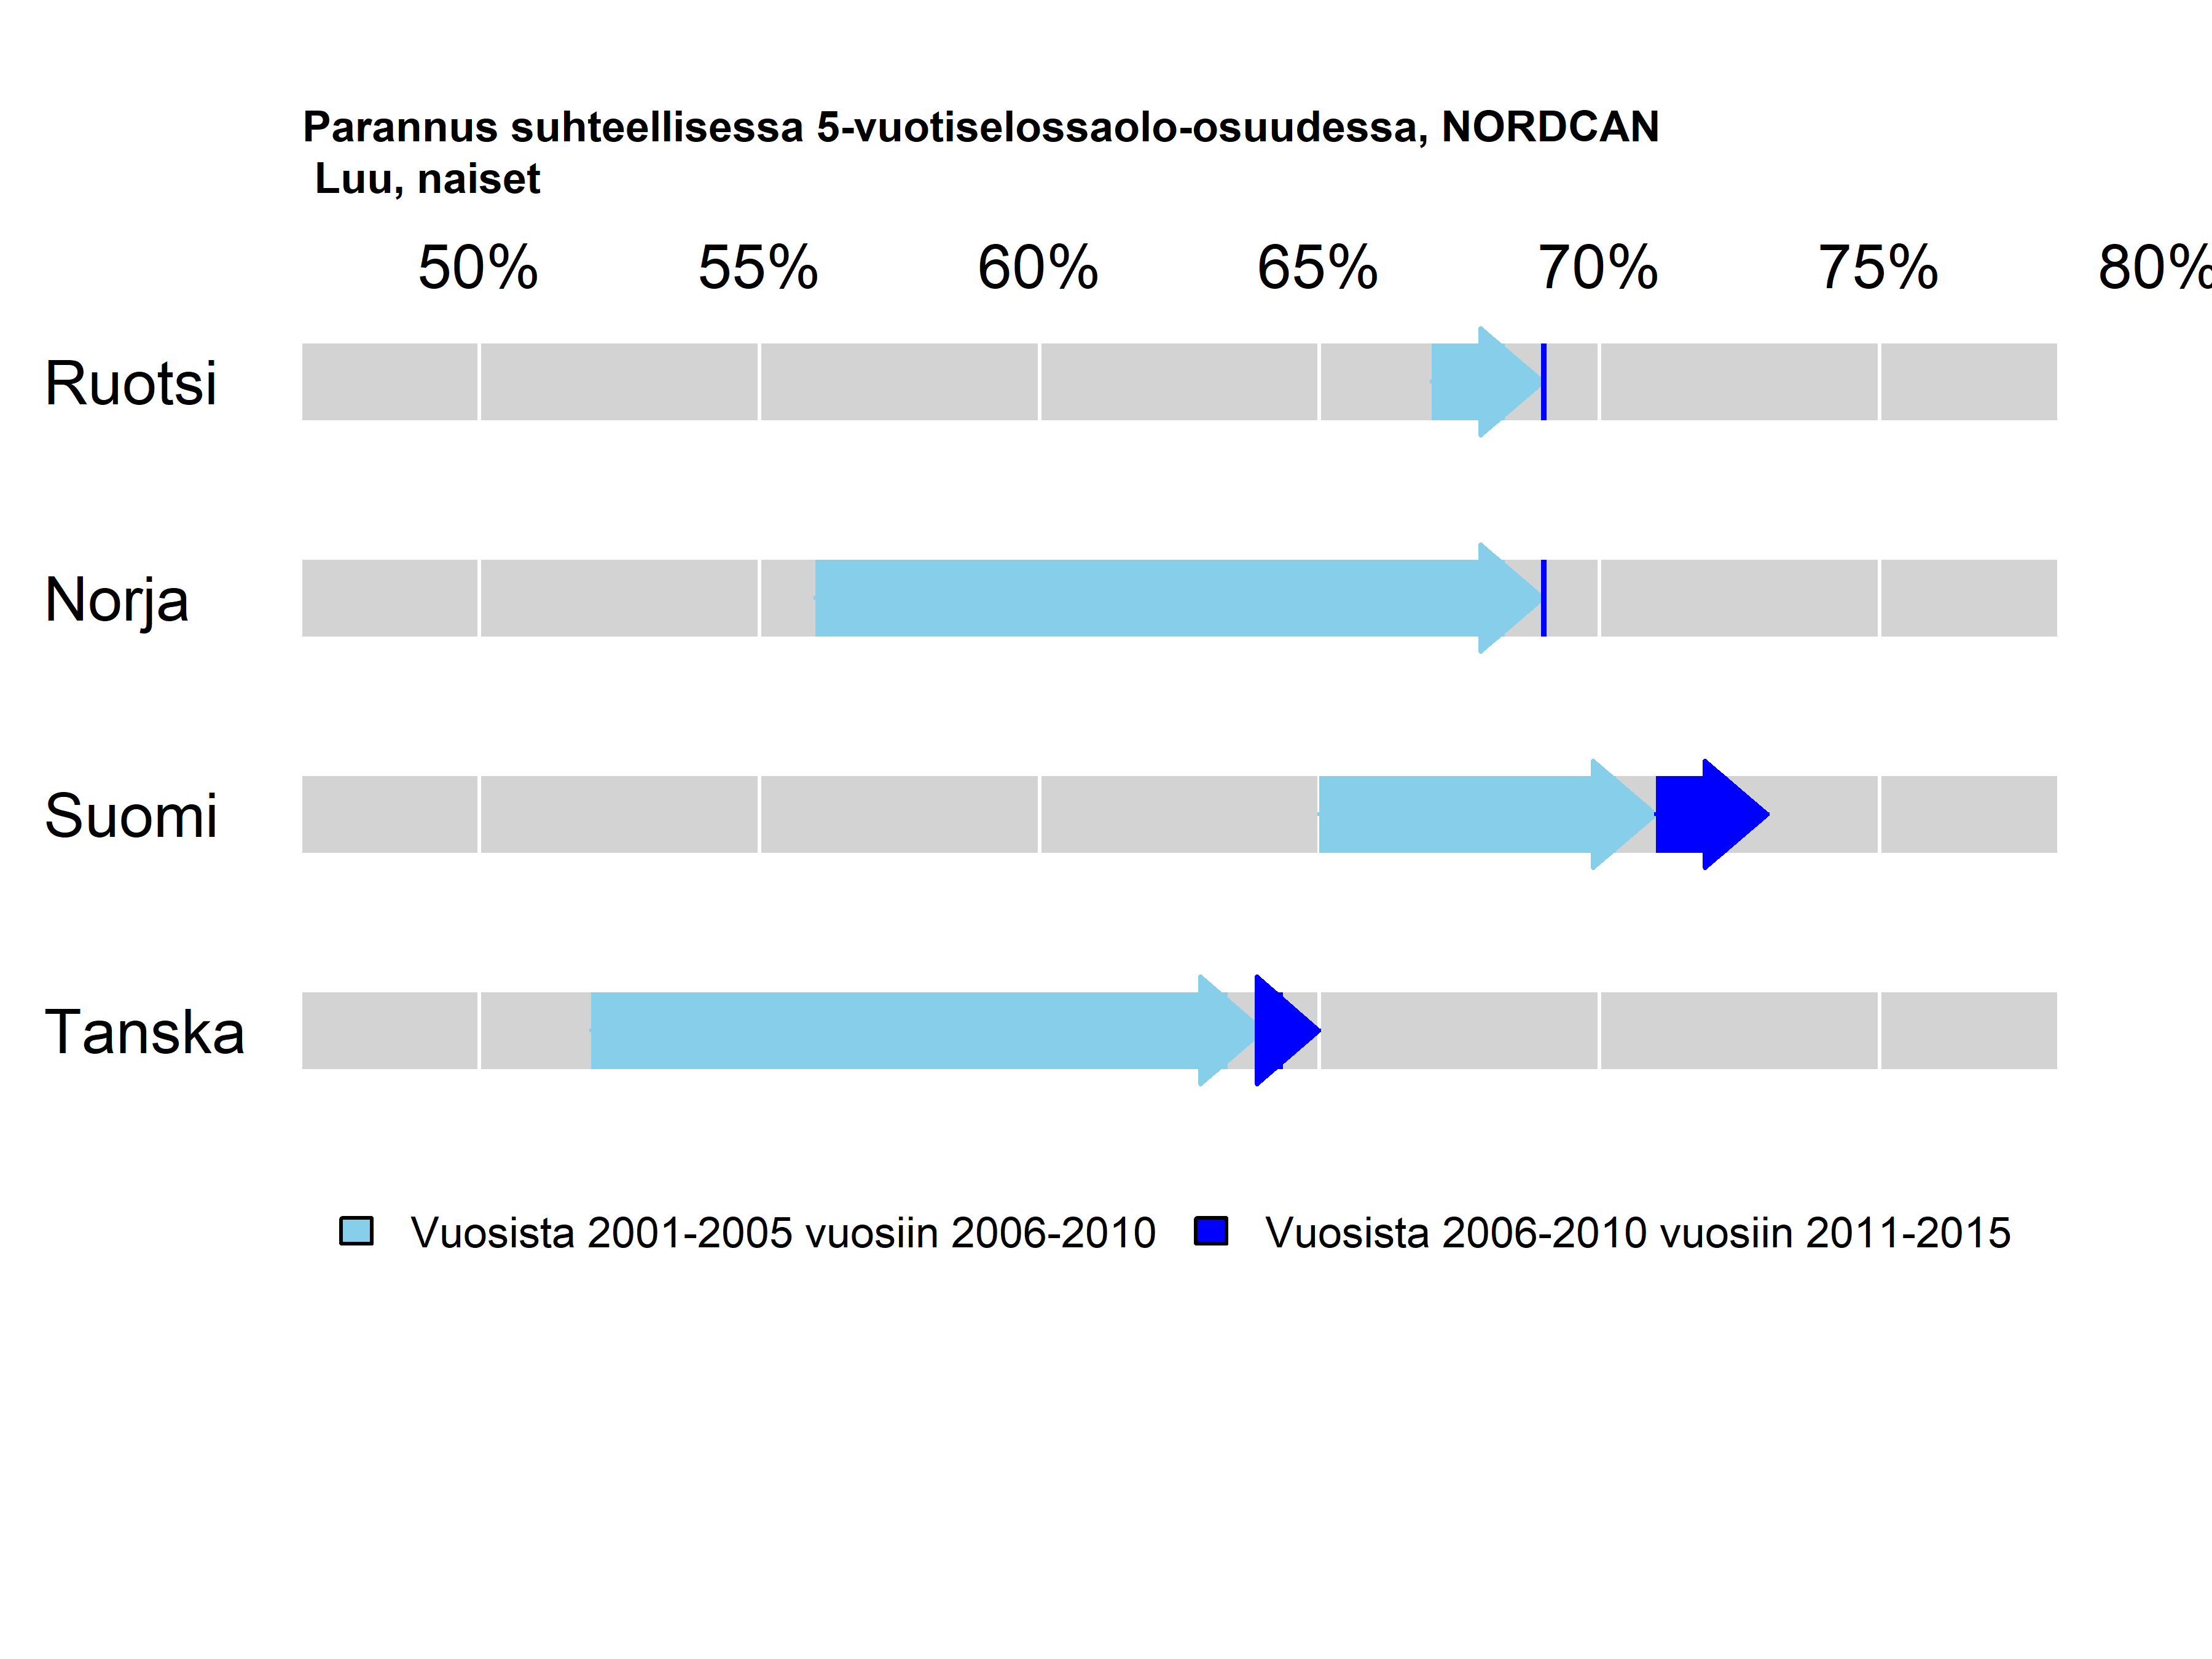 Parannus suhteellisessa 5-vuotiselossaolo-osuudessa, NORDCAN
Luu, naiset
50% 55% 60% 65% 70% 75% 80%
Ruotsi
Norja
Suomi
Tanska
Vuosista 2001-2005 vuosiin 2006-2010 Vuosista 2006-2010 vuosiin 2011-2015